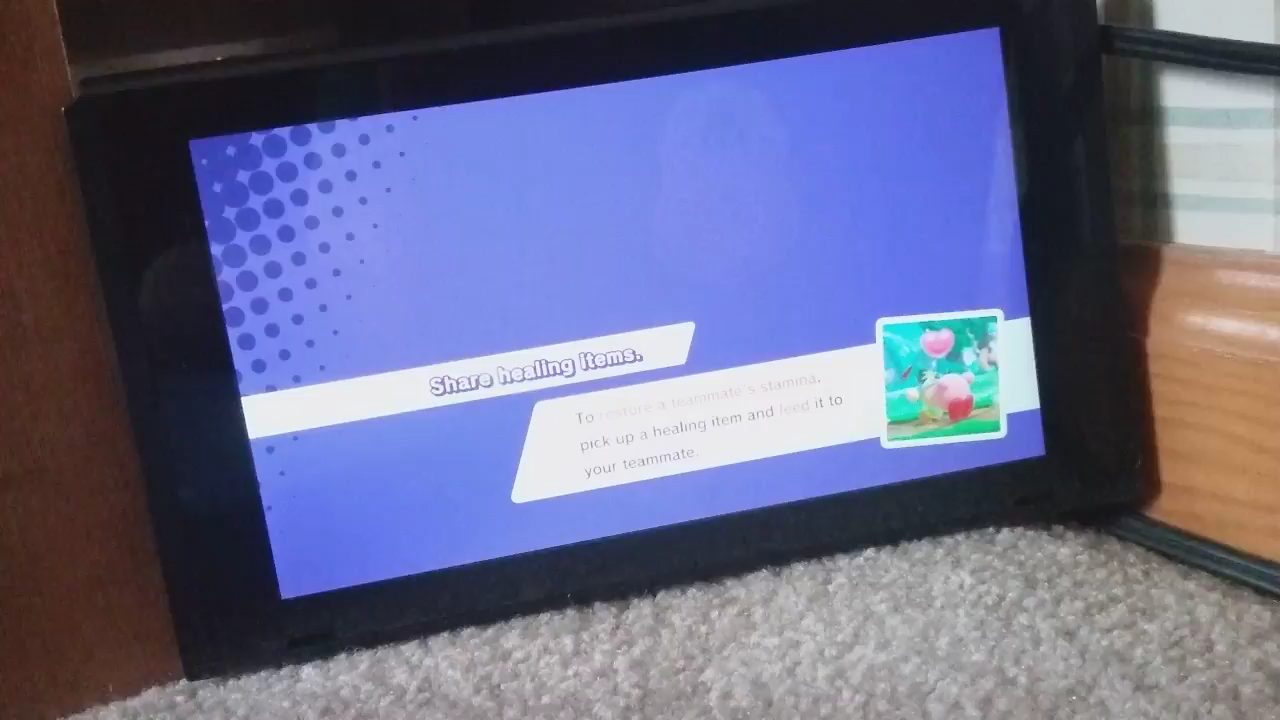 Share healing items.
To restore a teammate's stamina,
pick up a healing item and feed it to
your teammate.